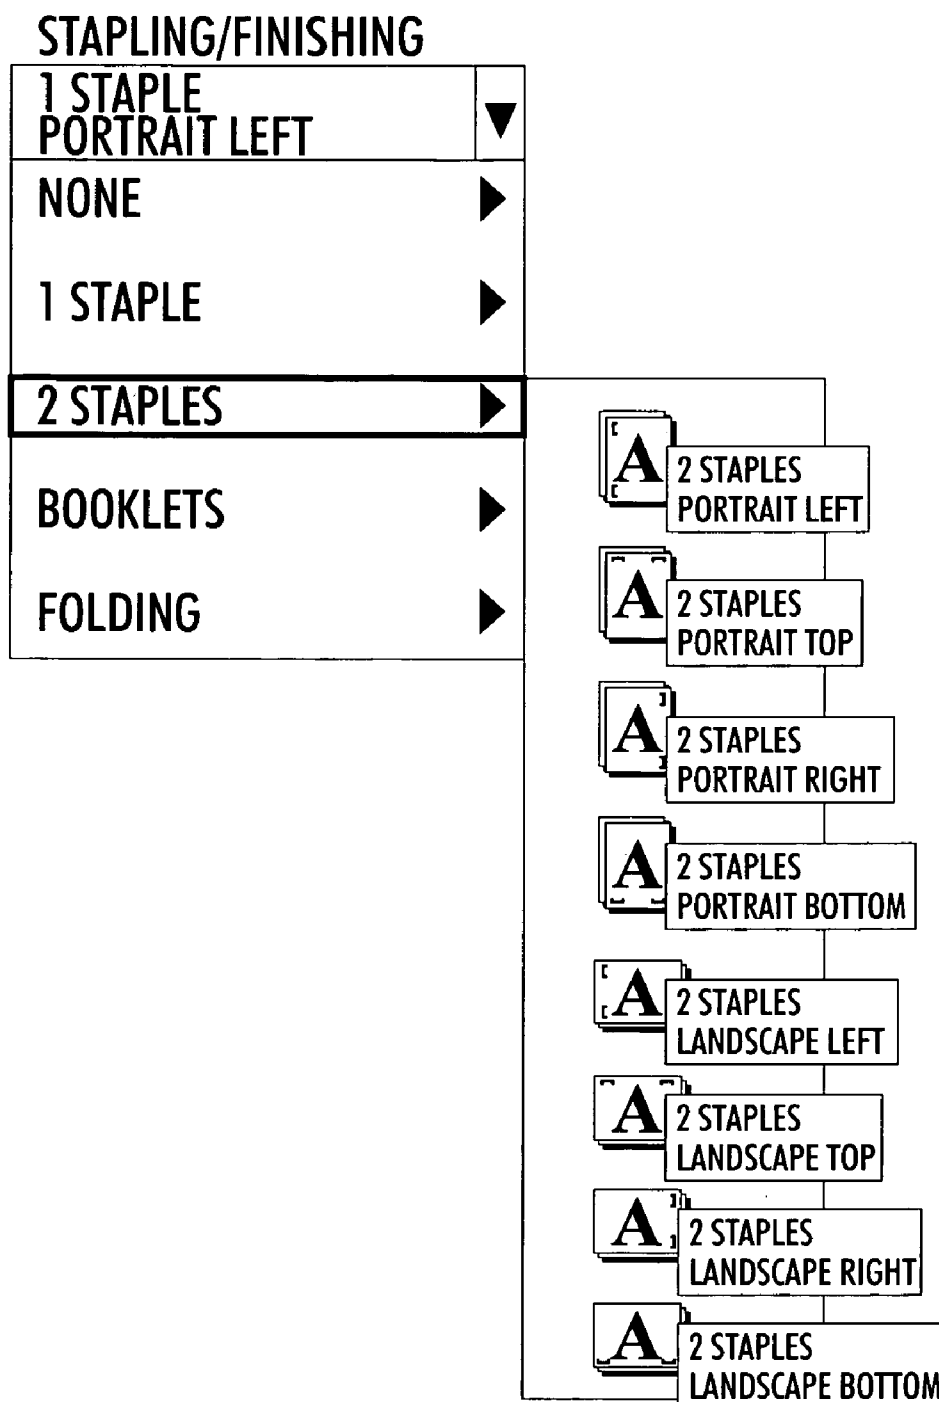 STAPLING/FINISHING
1 STAPLE
PORTRAIT LEFT
NONE
1 STAPLE
2 STAPLES
BOOKLETS
FOLDING
A
2 STAPLES
PORTRAIT LEFT
A
2 STAPLES
PORTRAIT TOP
A
2 STAPLES
PORTRAIT RIGHT
A
2 STAPLES
PORTRAIT BOTTOM
A
2 STAPLES
LANDSCAPE LEFT
A
2 STAPLES
LANDSCAPE TOP
A
2 STAPLES
LANDSCAPE RIGHT
A
2 STAPLES
LANDSCAPE BOTTOM